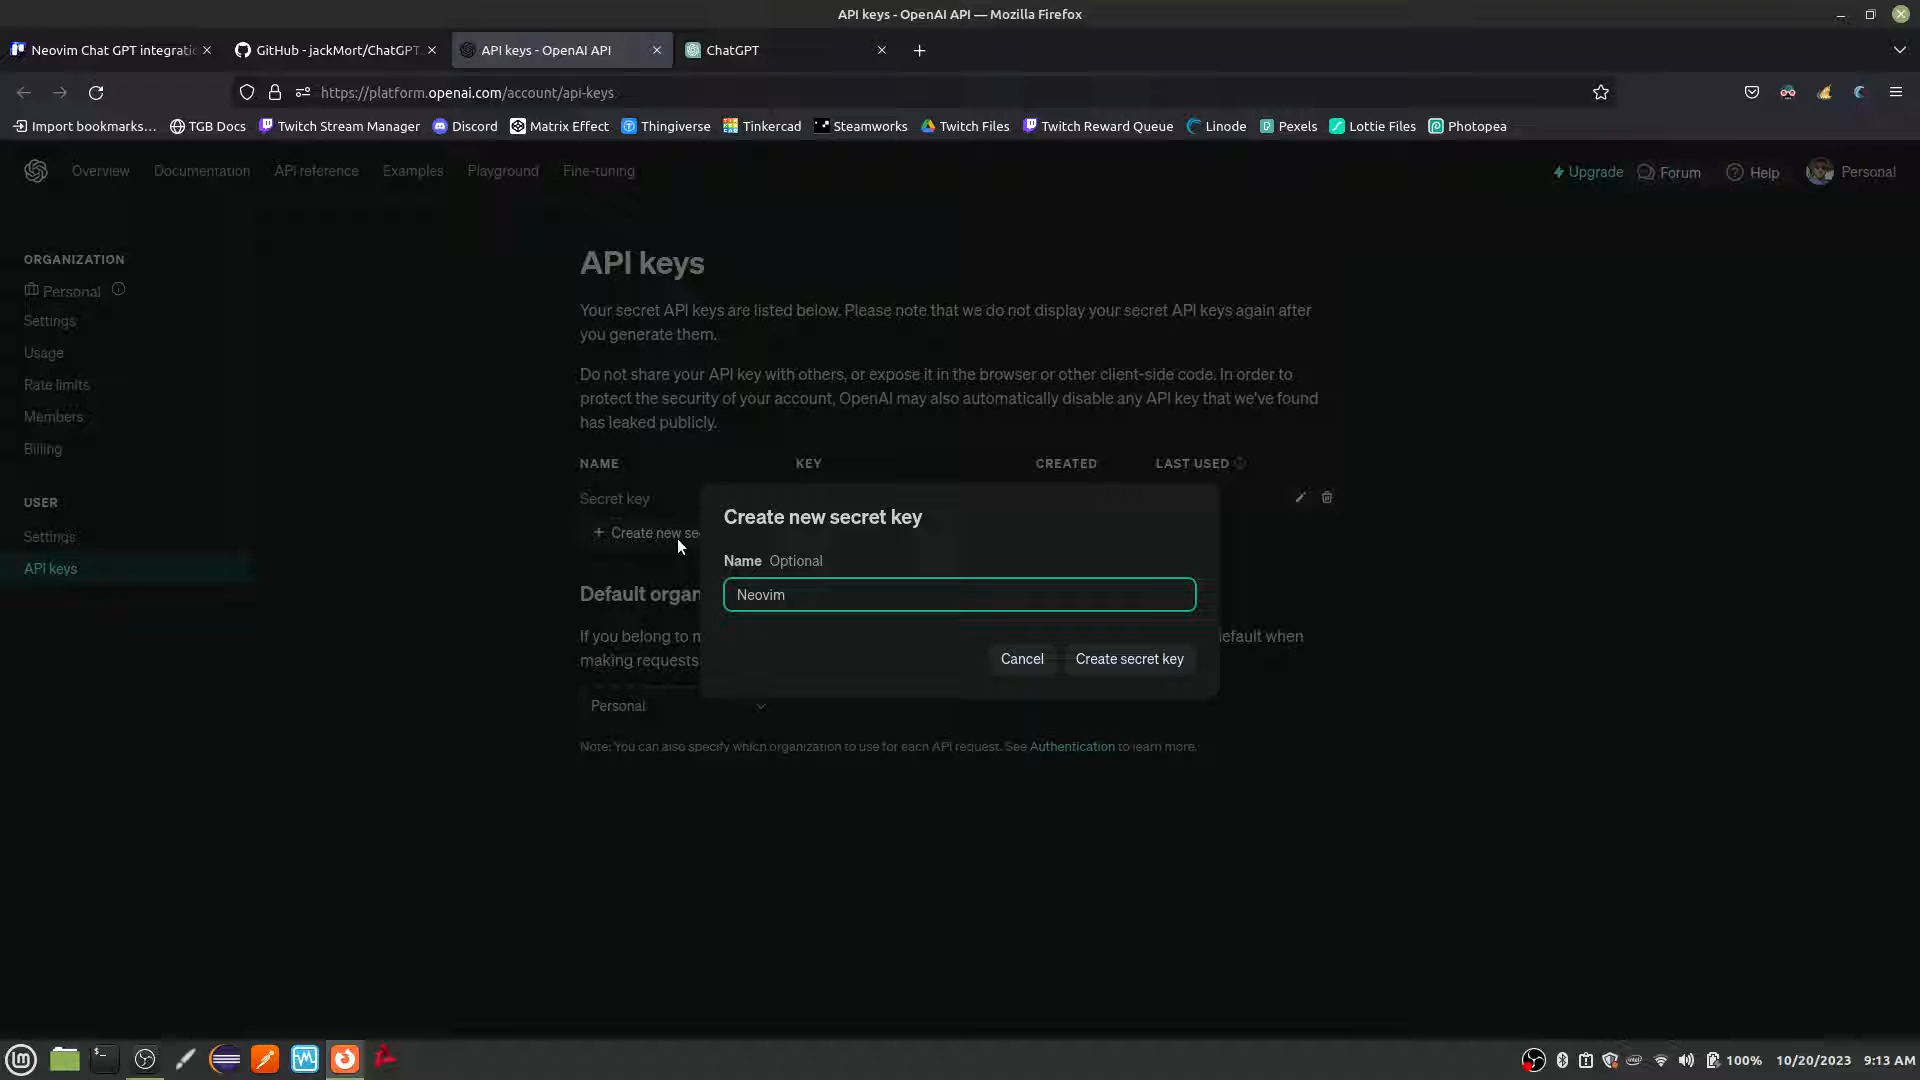 API keys - OpenAI API — Mozilla Firefox
Neovim Chat GPT integrati
GitHub - jackMort/ChatGPT.
API keys - OpenAI API
ChatGPT
https://platform.openai.com/account/api-keys
Import bookmarks...
TGB Docs
Twitch Stream Manager
Discord
Matrix Effect
Thingiverse
Tinkercad
Steamworks
Twitch Files
Twitch Reward Queue
Linode
Pexels
Lottie Files
Photopea
Overview
Documentation
API reference
Examples
Playground
Fine-tuning
Upgrade
Forum
Help
Personal
ORGANIZATION
Personal
Settings
Usage
Rate limits
Members
Billing
USER
Settings
API keys
API keys
Your secret API keys are listed below. Please note that we do not display your secret API keys again after
you generate them.
Do not share your API key with others, or expose it in the browser or other client-side code. In order to
protect the security of your account, OpenAI may also automatically disable any API key that we've found
has leaked publicly.
NAME KEY CREATED LAST USED
Secret key
+ Create new se
Create new secret key
Name Optional
Neovim
Cancel
Create secret key
Default organ
If you belong to m efault when
making requests
Personal
Note: You can also specify which organization to use for each API request. See Authentication to learn more.
100%
10/20/2023
9:13 AM